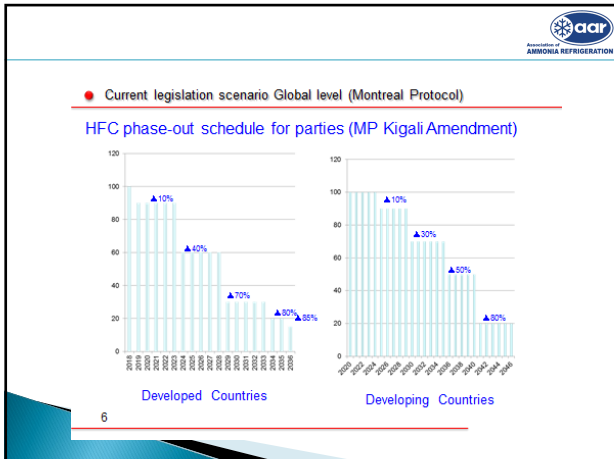 aar
Association of
AMMONIA REFRIGERATION
Current legislation scenario Global level (Montreal Protocol)
HFC phase-out schedule for parties (MP Kigali Amendment)
120
100
80
60
40
20
0
▲10%
▲40%
▲70%
▲80%
▲85%
2018 2019 2020 2021 2022 2023 2024 2025 2026 2027 2028 2029 2030 2031 2032 2033 2034 2035 2036
Developed Countries
120
100
80
60
40
20
0
▲10%
▲30%
▲50%
▲80%
2020 2022 2024 2026 2028 2030 2032 2034 2036 2038 2040 2042 2044 2046
Developing Countries
6